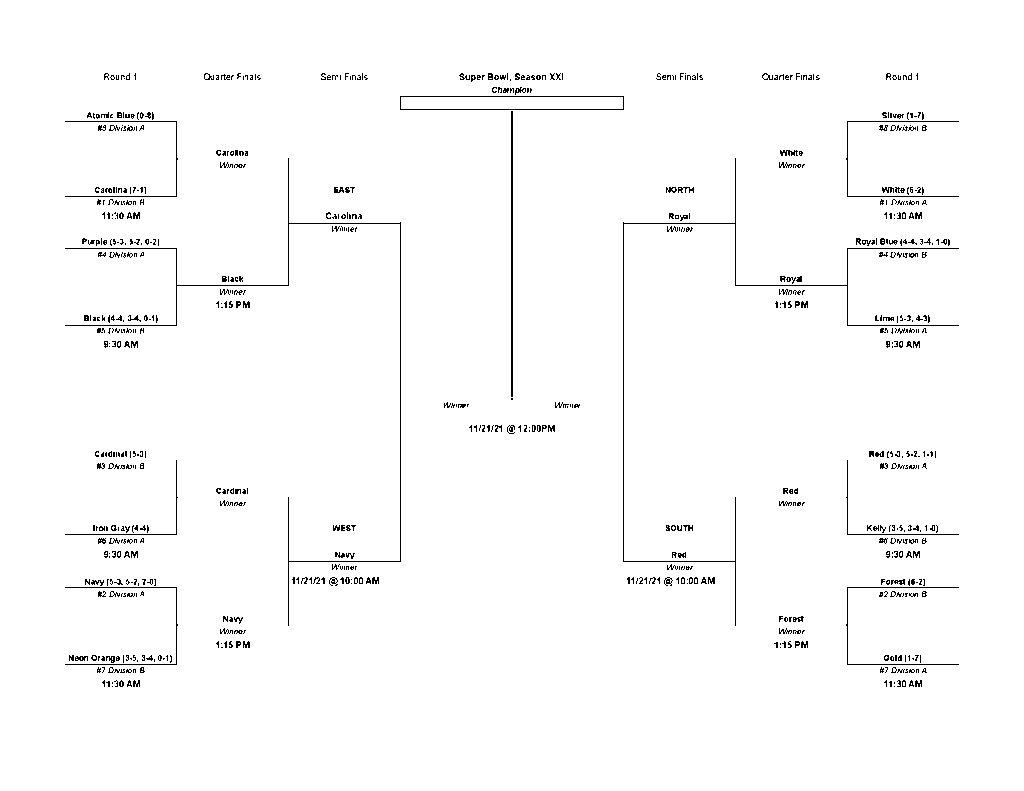 Round 1 Quarter Finals Semi Finals Super Bowl, Season XXI Semi Finals Quarter Finals Round 1
Champion
Atomic Blue (0-8)
#9 Division A
Carolina
Winner
Carolina (7-1)
#1 Division B
11:30 AM
EAST
Carolina
Winner
Purple (5-3, 5-2, 0-2)
#4 Division A
Black
Winner
1:15 PM
Black (4-4, 3-4, 0-1)
#5 Division B
9:30 AM
Cardinal (5-3)
#3 Division B
Cardinal
Winner
Iron Gray (4-4)
#6 Division A
9:30 AM
WEST
Navy
Winner
11/21/21 @ 10:00 AM
Navy (5-3, 5-2, 2-0)
#2 Division A
Navy
Winner
1:15 PM
Neon Orange (3-5, 3-4, 0-1)
#7 Division B
11:30 AM
Winner Winner
11/21/21 @ 12:00PM
Silver (1-7)
#8 Division B
White
Winner
White (6-2)
#1 Division A
11:30 AM
NORTH
Royal
Winner
Royal Blue (4-4, 3-4, 1-0)
#4 Division B
Royal
Winner
1:15 PM
Lime (5-3, 4-3)
#5 Division A
9:30 AM
Red (5-3, 5-2, 1-1)
#3 Division A
Red
Winner
Kelly (3-5, 3-4, 1-0)
#6 Division B
9:30 AM
SOUTH
Red
Winner
11/21/21 @ 10:00 AM
Forest (6-2)
#2 Division B
Forest
Winner
1:15 PM
Gold (1-7)
#7 Division A
11:30 AM